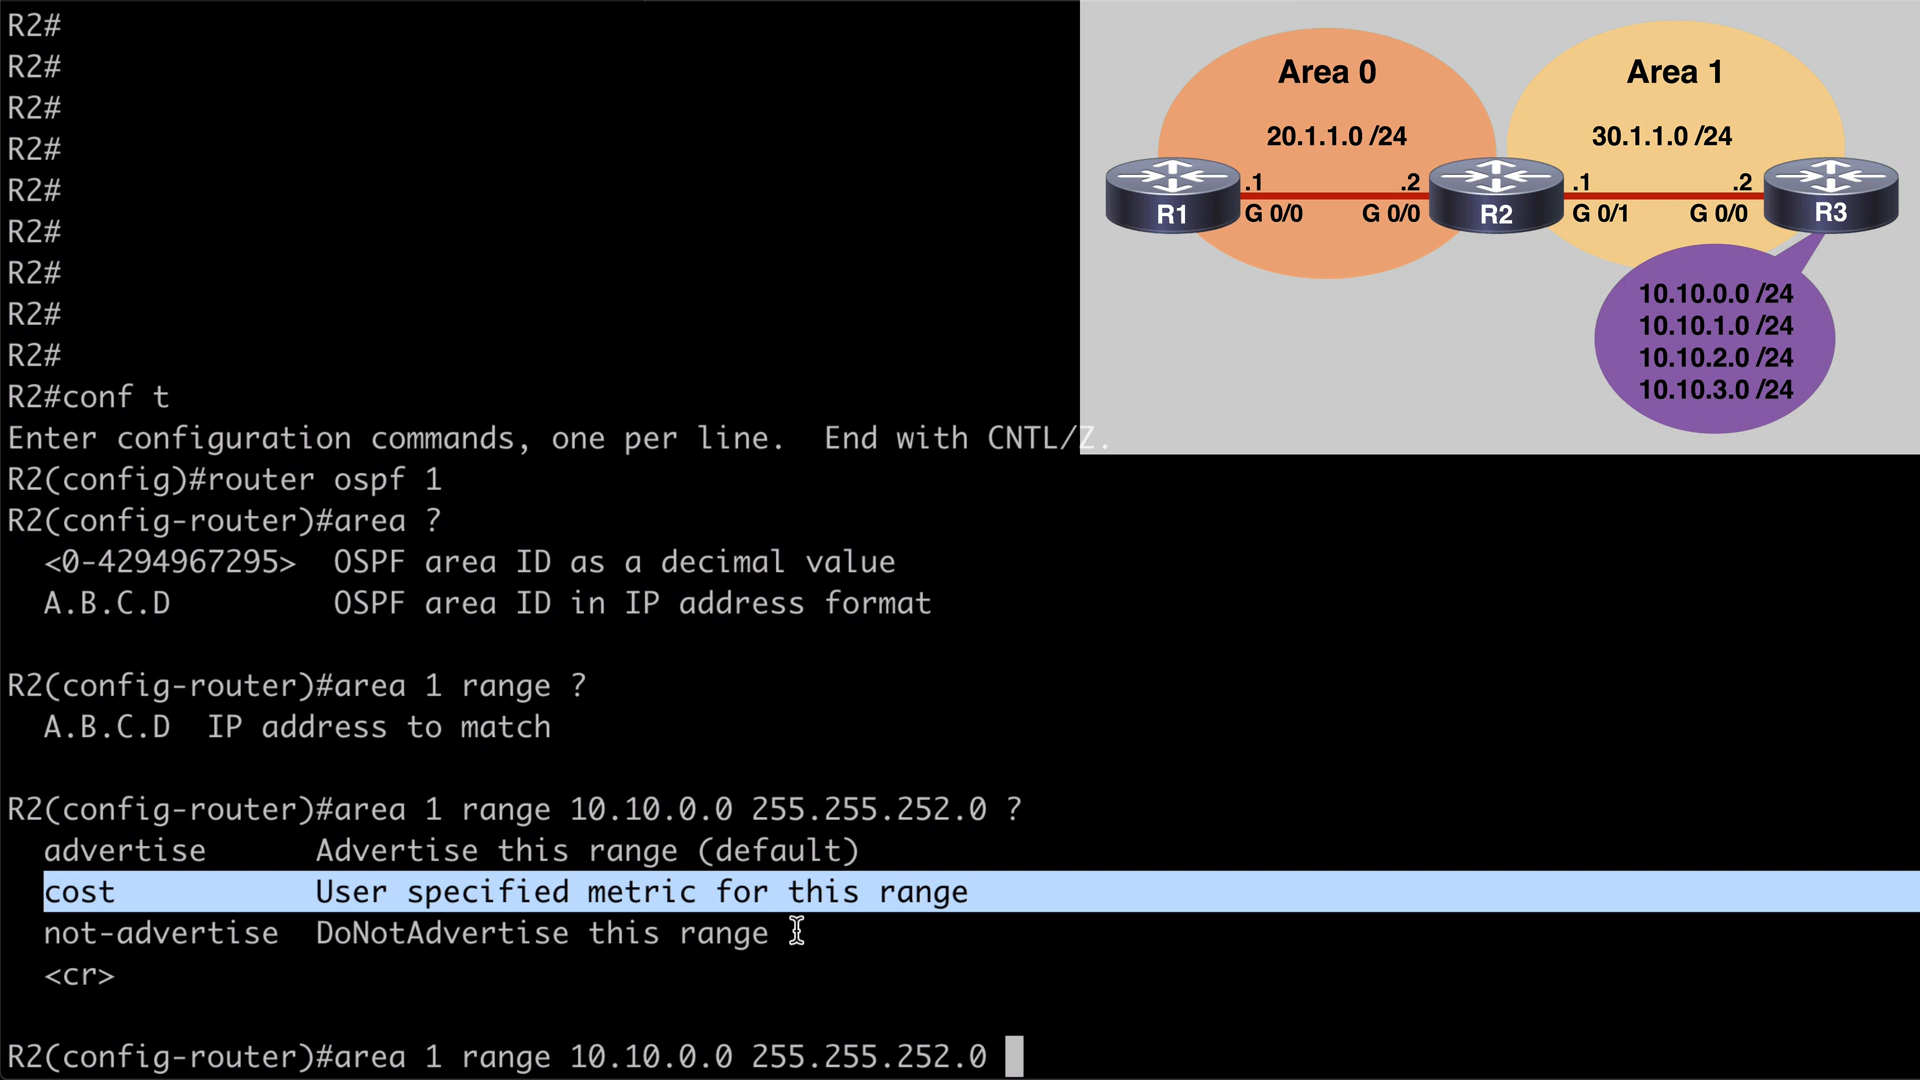 R2#
R2#
R2#
R2#
R2#
R2#
R2#
R2#
R2#
R2#conf t
Enter configuration commands, one per line.  End with CNTL/Z.
R2(config)#router ospf 1
R2(config-router)#area ?
  <0-4294967295>  OSPF area ID as a decimal value
  A.B.C.D         OSPF area ID in IP address format
R2(config-router)#area 1 range ?
  A.B.C.D  IP address to match
R2(config-router)#area 1 range 10.10.0.0 255.255.252.0 ?
  advertise      Advertise this range (default)
  cost           User specified metric for this range
  not-advertise  DoNotAdvertise this range
  <cr>
R2(config-router)#area 1 range 10.10.0.0 255.255.252.0
Area 0
Area 1
20.1.1.0 /24
30.1.1.0 /24
.1
.2
.1
.2
R1
G 0/0
G 0/0
R2
G 0/1
G 0/0
R3
10.10.0.0 /24
10.10.1.0 /24
10.10.2.0 /24
10.10.3.0 /24